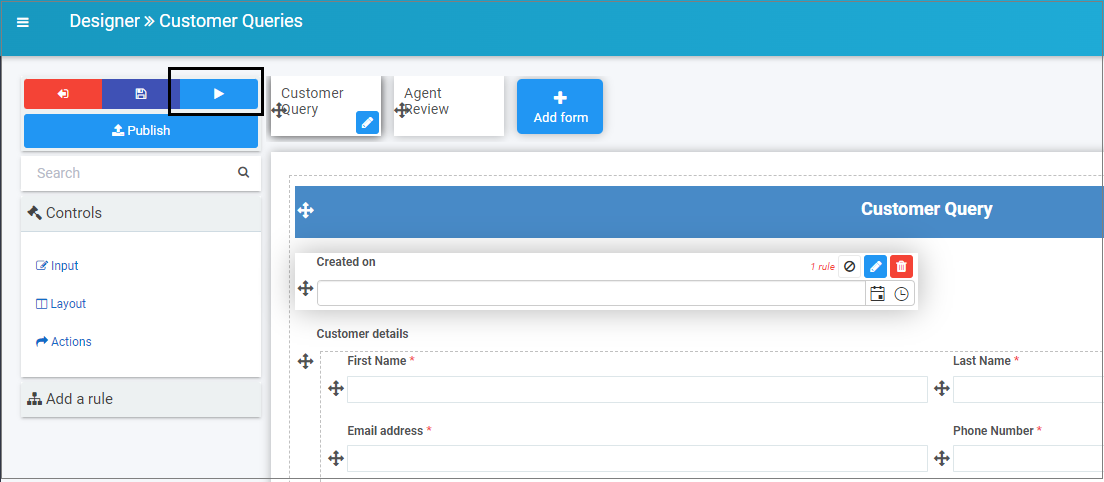 Designer » Customer Queries
Publish
Search
Controls
Input
Layout
Actions
Add a rule
Customer
Query
Agent
Review
Add form
Customer Query
Created on
1 rule
Customer details
First Name *
Last Name *
Email address *
Phone Number *